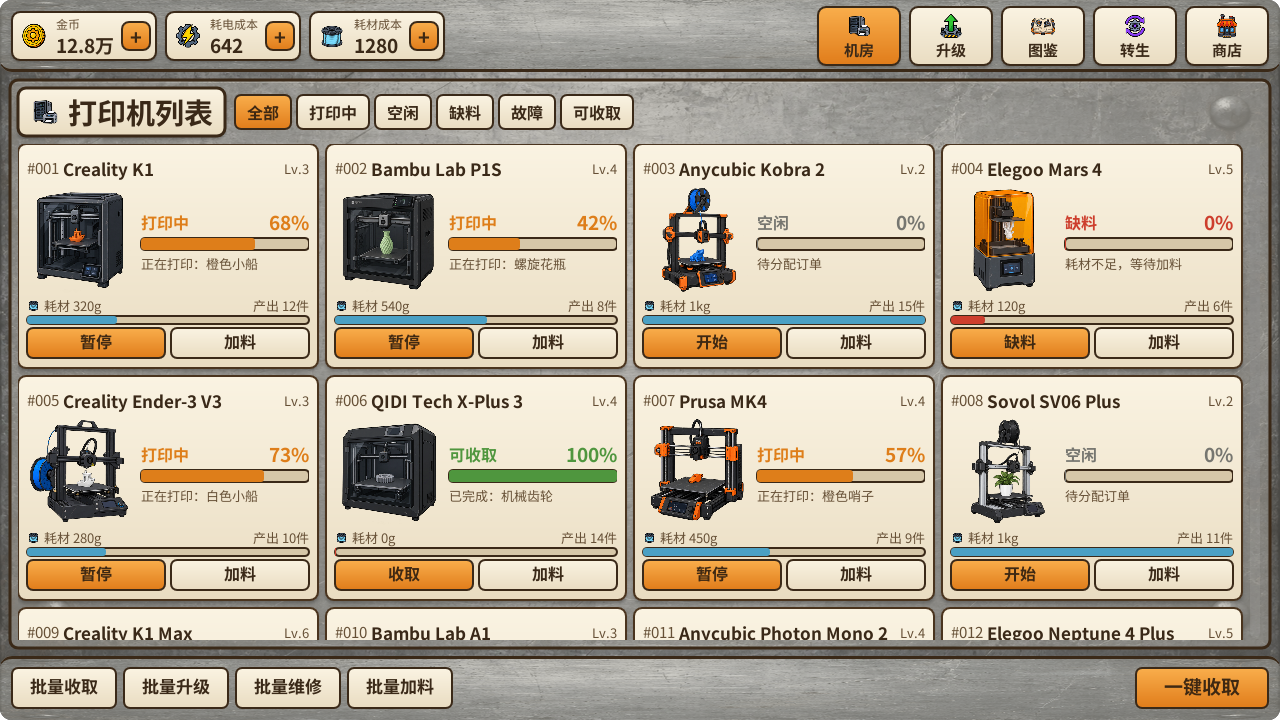 金币
12.8万
+
耗电成本
642
+
耗材成本
1280
+
机房
升级
图鉴
转生
商店
打印机列表
全部
打印中
空闲
缺料
故障
可收取
#001 Creality K1 Lv.3
打印中 68%
正在打印：橙色小船
耗材 320g 产出 12件
暂停 加料
#002 Bambu Lab P1S Lv.4
打印中 42%
正在打印：螺旋花瓶
耗材 540g 产出 8件
暂停 加料
#003 Anycubic Kobra 2 Lv.2
空闲 0%
待分配订单
耗材 1kg 产出 15件
开始 加料
#004 Elegoo Mars 4 Lv.5
缺料 0%
耗材不足，等待加料
耗材 120g 产出 6件
缺料 加料
#005 Creality Ender-3 V3 Lv.3
打印中 73%
正在打印：白色小船
耗材 280g 产出 10件
暂停 加料
#006 QIDI Tech X-Plus 3 Lv.4
可收取 100%
已完成：机械齿轮
耗材 0g 产出 14件
收取 加料
#007 Prusa MK4 Lv.4
打印中 57%
正在打印：橙色哨子
耗材 450g 产出 9件
暂停 加料
#008 Sovol SV06 Plus Lv.2
空闲 0%
待分配订单
耗材 1kg 产出 11件
开始 加料
#009 Creality K1 Max Lv.6
#010 Bambu Lab A1 Lv.3
#011 Anycubic Photon Mono 2 Lv.4
#012 Elegoo Neptune 4 Plus Lv.5
批量收取
批量升级
批量维修
批量加料
一键收取